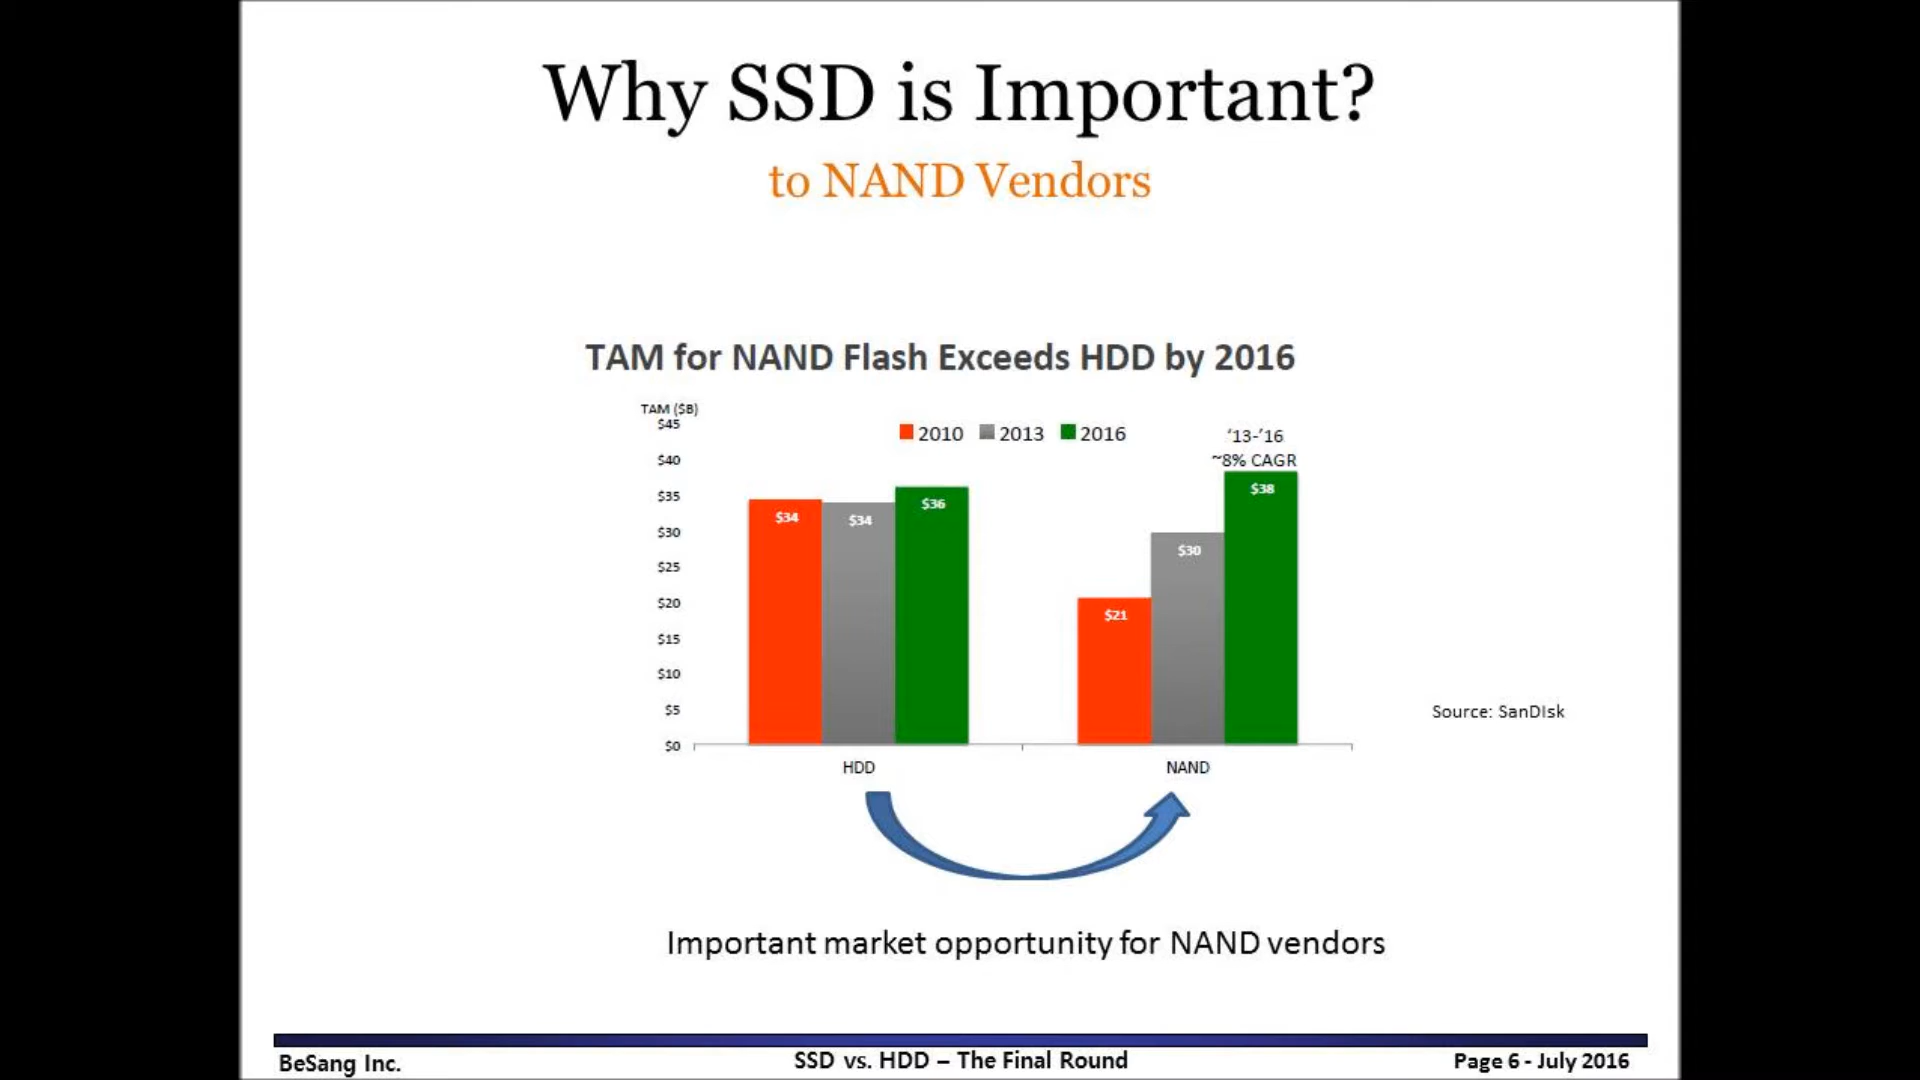 Why SSD is Important?
to NAND Vendors
TAM for NAND Flash Exceeds HDD by 2016
TAM ($B)
$45
2010 2013 2016
'13-'16
~8% CAGR
$40
$35
$30
$25
$20
$15
$10
$5
$0
$34
$34
$36
$21
$30
$38
HDD
NAND
Source: SanDIsk
Important market opportunity for NAND vendors
BeSang Inc.
SSD vs. HDD – The Final Round
Page 6 - July 2016